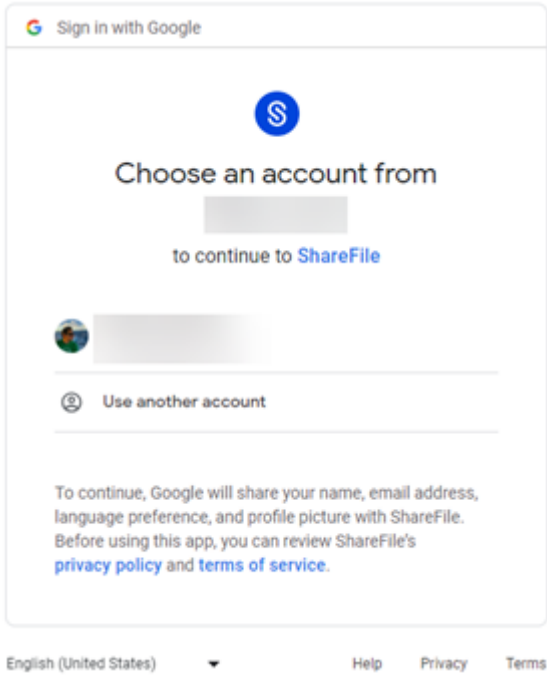 Sign in with Google
Choose an account from
to continue to ShareFile
Use another account
To continue, Google will share your name, email address,
language preference, and profile picture with ShareFile.
Before using this app, you can review ShareFile's
privacy policy and terms of service.
English (United States) Help Privacy Terms